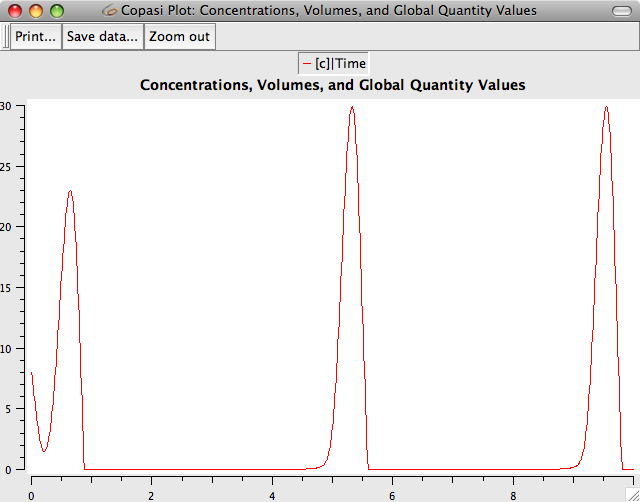 Copasi Plot: Concentrations, Volumes, and Global Quantity Values
Print... Save data... Zoom out
[c]|Time
Concentrations, Volumes, and Global Quantity Values
30
25
20
15
10
5
0
0 2 4 6 8